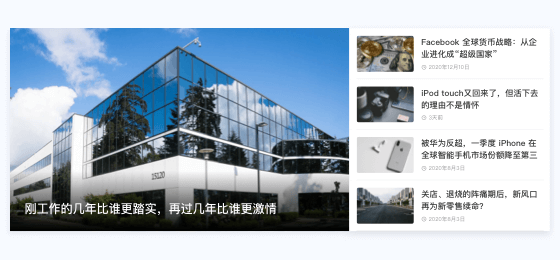 15120
刚工作的几年比谁更踏实，再过几年比谁更激情
Facebook 全球货币战略：从企
业进化成“超级国家”
2020年12月10日
iPod touch又回来了，但活下去
的理由不是情怀
3天前
被华为反超，一季度 iPhone 在
全球智能手机市场份额降至第三
2020年8月3日
关店、退烧的阵痛期后，新风口
再为新零售续命？
2020年8月3日